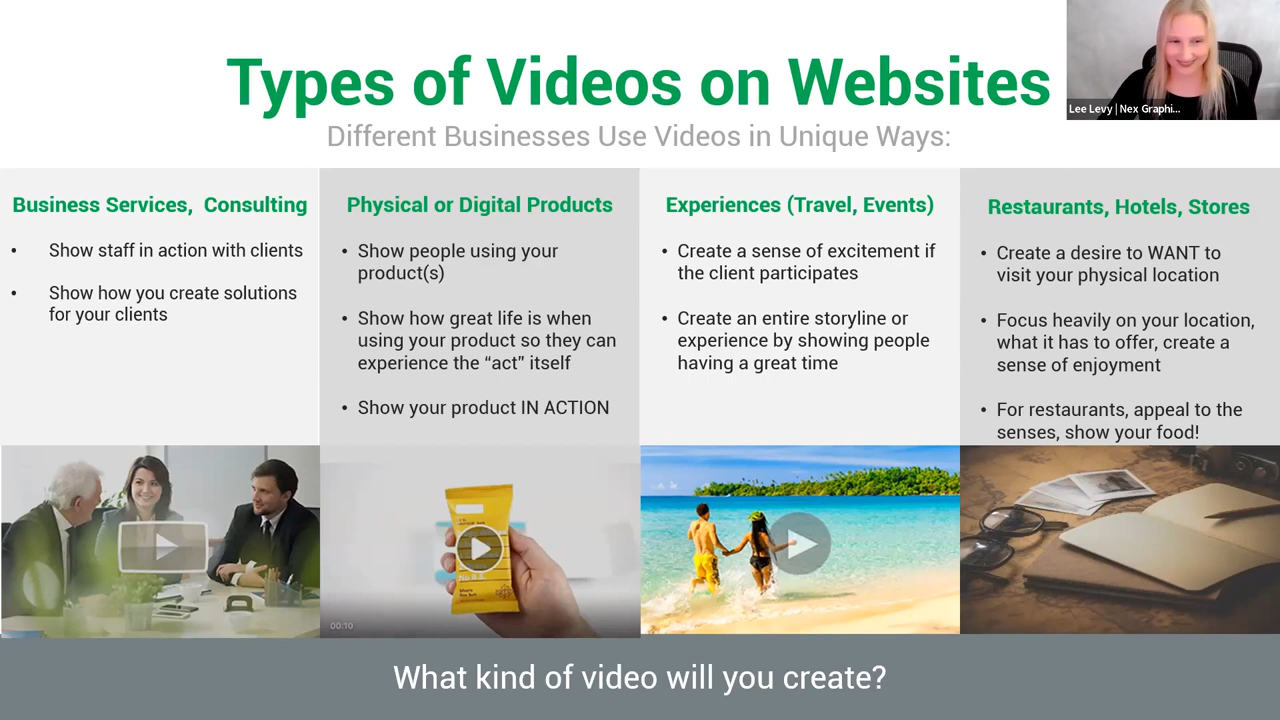 Types of Videos on Websites
Different Businesses Use Videos in Unique Ways:
Lee Levy | Nex Graphi...
Business Services,  Consulting
• Show staff in action with clients
• Show how you create solutions
for your clients
Physical or Digital Products
• Show people using your
product(s)
• Show how great life is when
using your product so they can
experience the “act” itself
• Show your product IN ACTION
Experiences (Travel, Events)
• Create a sense of excitement if
the client participates
• Create an entire storyline or
experience by showing people
having a great time
Restaurants, Hotels, Stores
• Create a desire to WANT to
visit your physical location
• Focus heavily on your location,
what it has to offer, create a
sense of enjoyment
• For restaurants, appeal to the
senses, show your food!
00:10
What kind of video will you create?